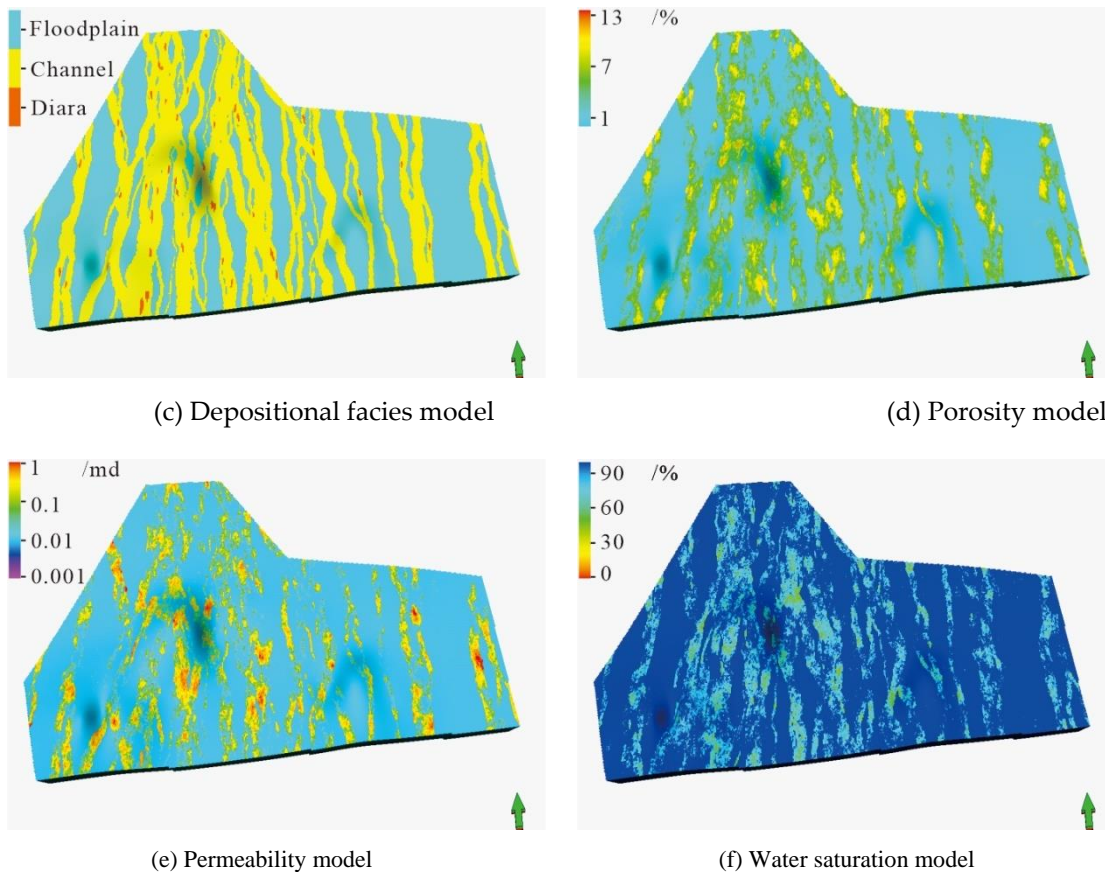 Floodplain
Channel
Diara
/%
13
7
1
(c) Depositional facies model
(d) Porosity model
1 /md
0.1
0.01
0.001
90 /%
60
30
0
(e) Permeability model
(f) Water saturation model